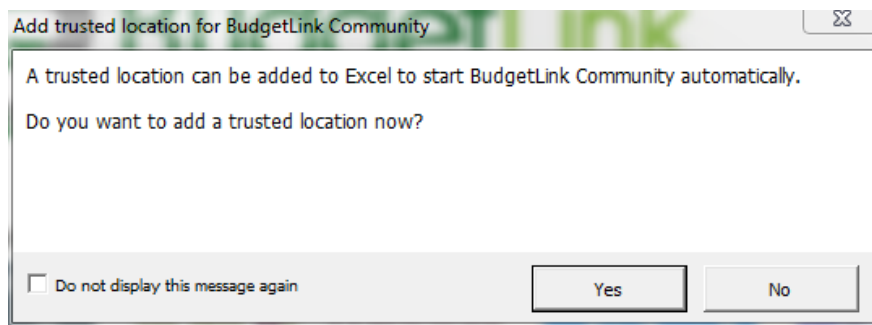 Add trusted location for BudgetLink Community
A trusted location can be added to Excel to start BudgetLink Community automatically.
Do you want to add a trusted location now?
Do not display this message again
Yes
No